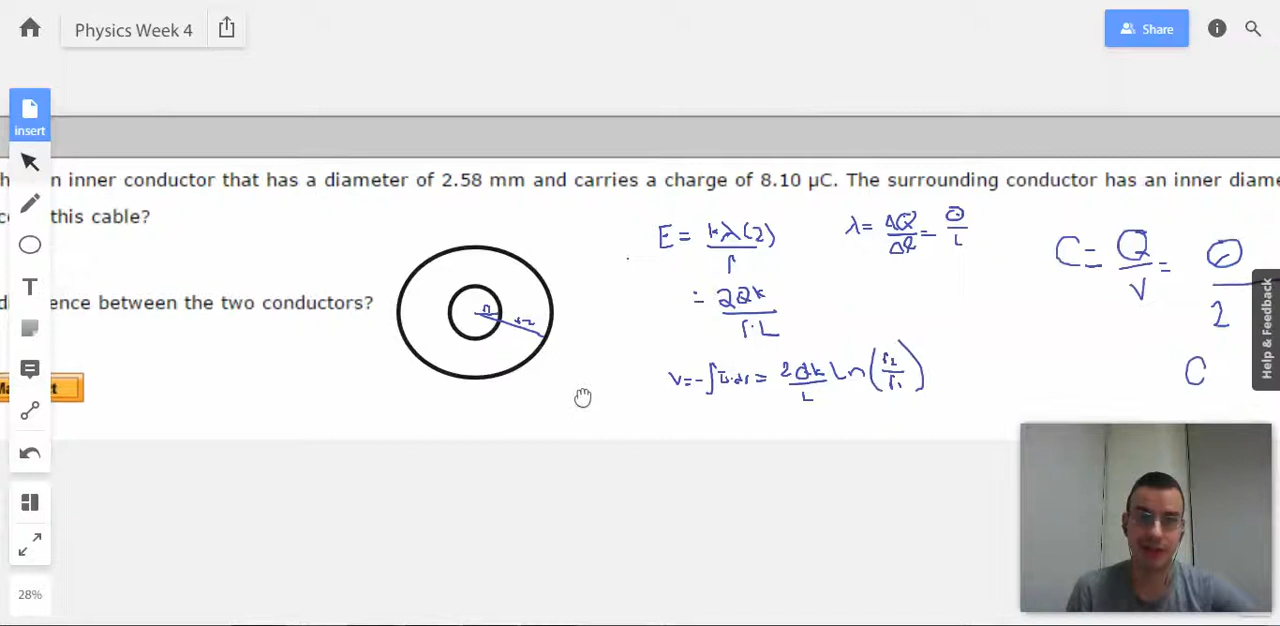 Physics Week 4
Share
insert
n inner conductor that has a diameter of 2.58 mm and carries a charge of 8.10 μC. The surrounding conductor has an inner diame
this cable?
E = kλ(2)/r
λ = ΔQ/Δl = Q/L
C = Q/V = Q/2
= 2Qk/r·L
ence between the two conductors?
r1
r2
V = -∫E·dr = 2Qk/L Ln(r2/r1)
C
Help & Feedback
28%